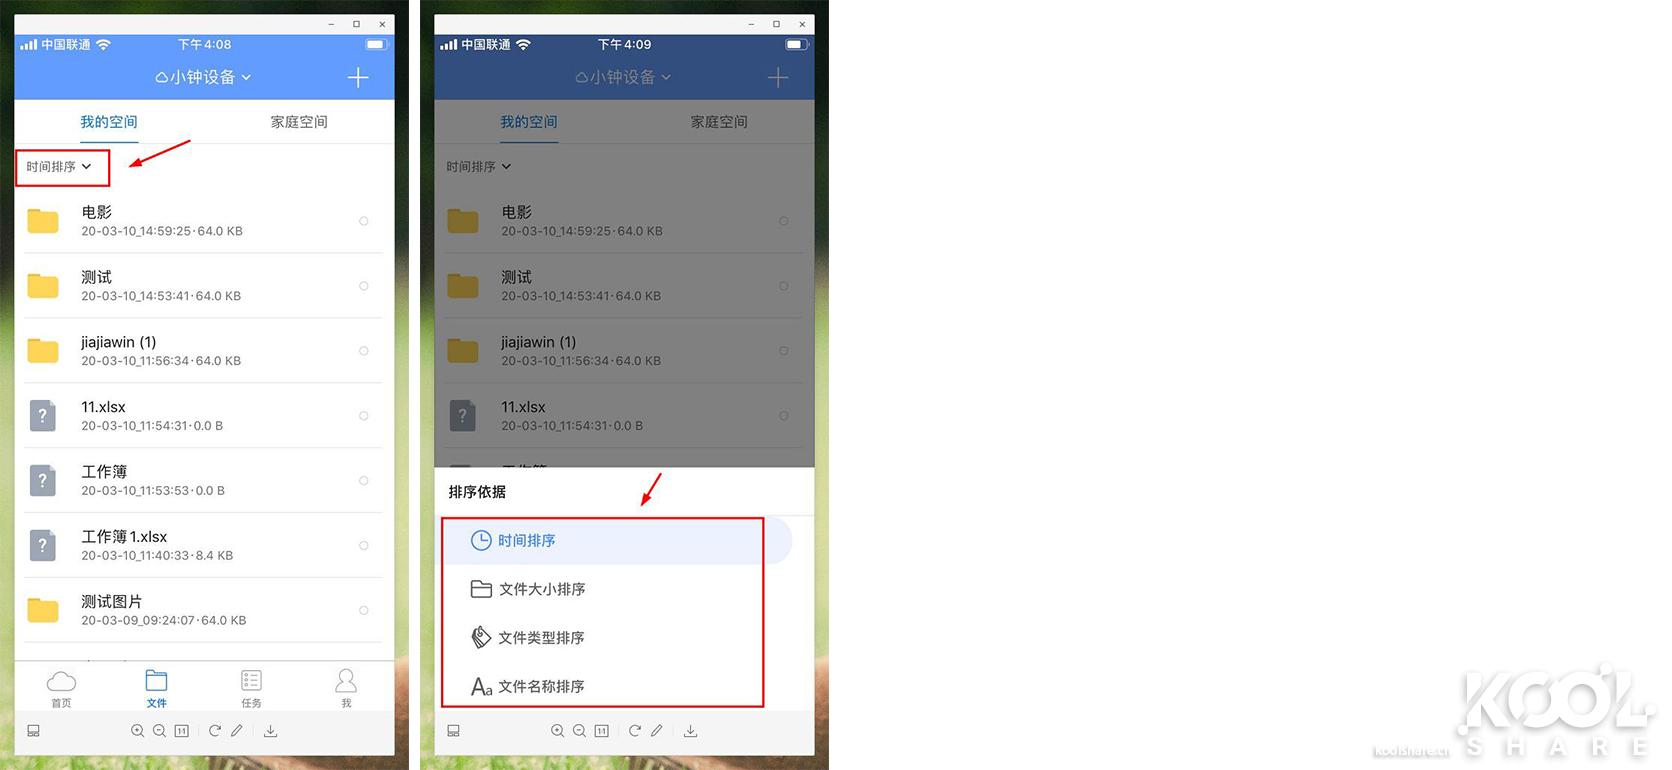 中国联通
下午4:08
小钟设备
我的空间
家庭空间
时间排序
电影
20-03-10_14:59:25·64.0 KB
测试
20-03-10_14:53:41·64.0 KB
jiajiawin (1)
20-03-10_11:56:34·64.0 KB
?
11.xlsx
20-03-10_11:54:31·0.0 B
?
工作簿
20-03-10_11:53:53·0.0 B
?
工作簿1.xlsx
20-03-10_11:40:33·8.4 KB
测试图片
20-03-09_09:24:07·64.0 KB
首页
文件
任务
我
1:1
中国联通
下午4:09
小钟设备
我的空间
家庭空间
时间排序
电影
20-03-10_14:59:25·64.0 KB
测试
20-03-10_14:53:41·64.0 KB
jiajiawin (1)
20-03-10_11:56:34·64.0 KB
?
11.xlsx
20-03-10_11:54:31·0.0 B
排序依据
时间排序
文件大小排序
文件类型排序
Aa 文件名称排序
1:1
KOOL
SHARE
koolshare.cn